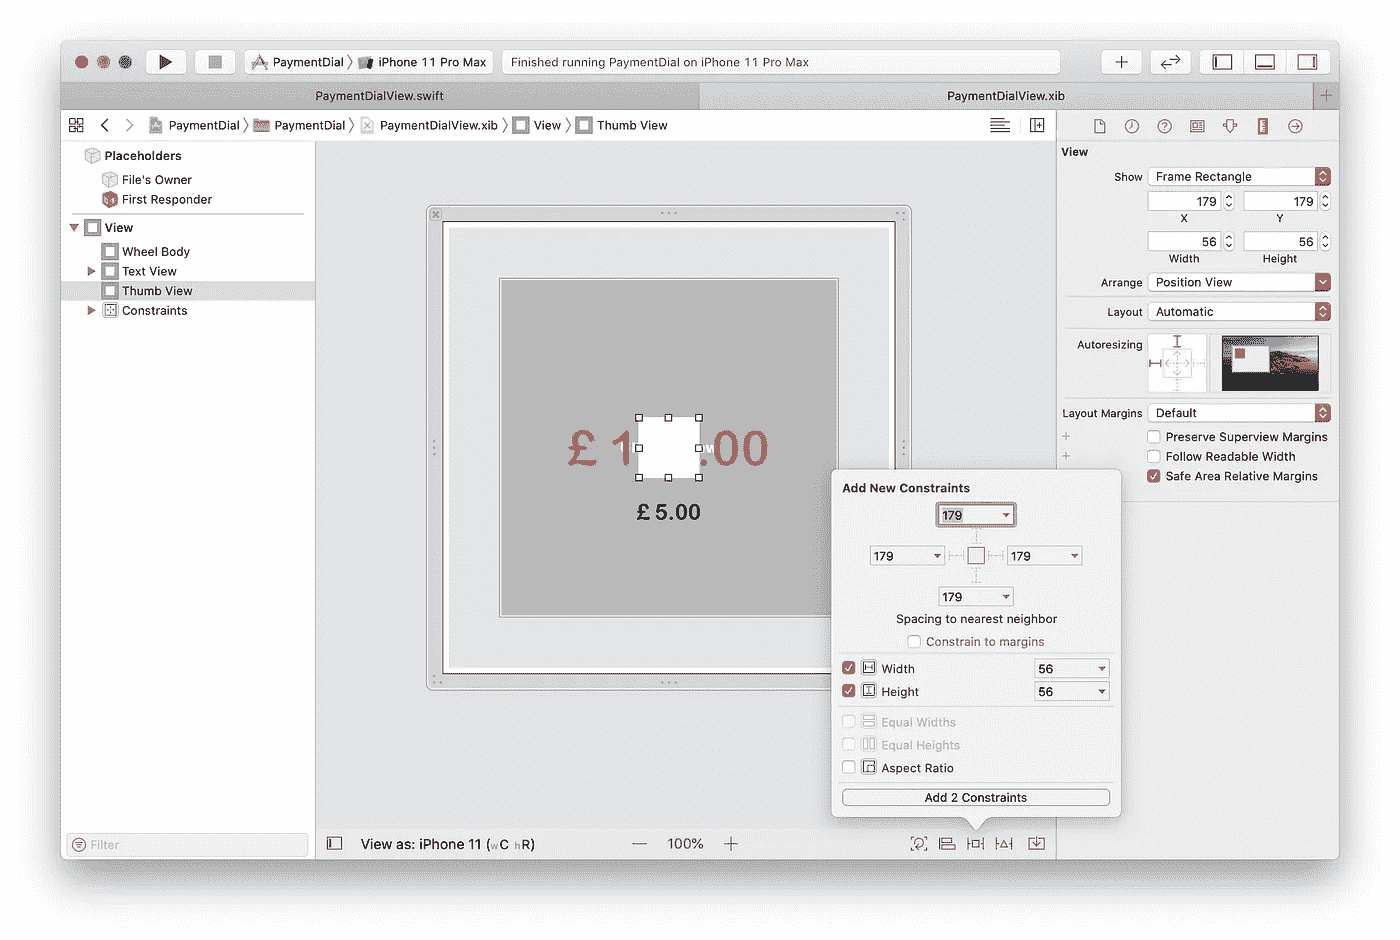 PaymentDial 〉 iPhone 11 Pro Max
Finished running PaymentDial on iPhone 11 Pro Max
PaymentDialView.swift
PaymentDialView.xib
PaymentDial 〉 PaymentDial 〉 PaymentDialView.xib 〉 View 〉 Thumb View
Placeholders
File's Owner
First Responder
View
Wheel Body
Text View
Thumb View
Constraints
Filter
£ 1
.00
£ 5.00
View as: iPhone 11 (wC hR)
100%
View
Show Frame Rectangle
179 179
X Y
56 56
Width Height
Arrange Position View
Layout Automatic
Autoresizing
Layout Margins Default
Preserve Superview Margins
Follow Readable Width
Safe Area Relative Margins
Add New Constraints
179
179 179
179
Spacing to nearest neighbor
Constrain to margins
Width 56
Height 56
Equal Widths
Equal Heights
Aspect Ratio
Add 2 Constraints